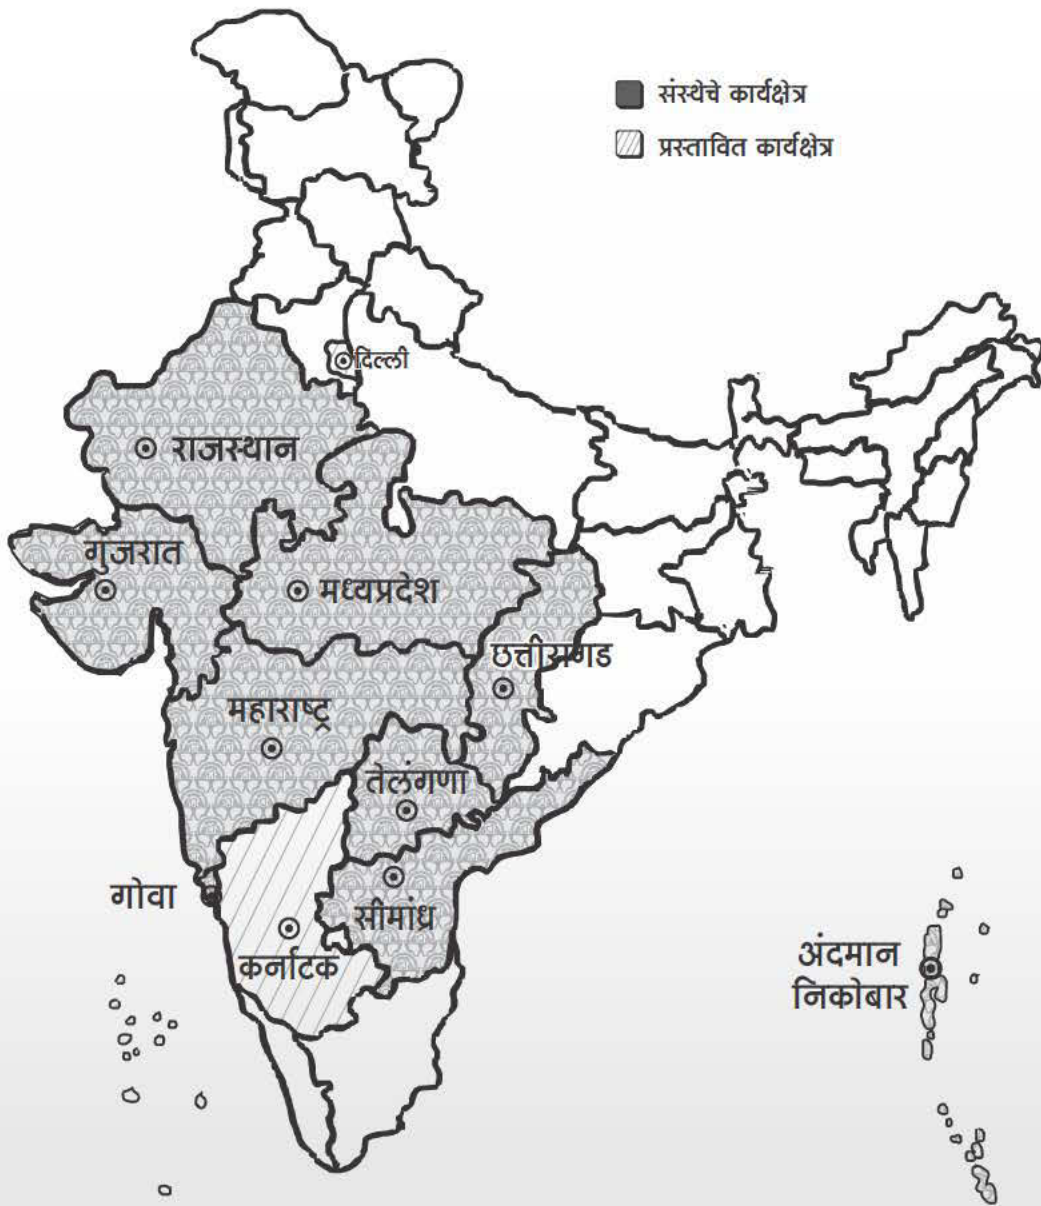 संस्थेचे कार्यक्षेत्र
प्रस्तावित कार्यक्षेत्र
दिल्ली
राजस्थान
गुजरात
मध्यप्रदेश
छत्तीसगड
महाराष्ट्र
तेलंगणा
गोवा
सीमांध्र
कर्नाटक
अंदमान
निकोबार